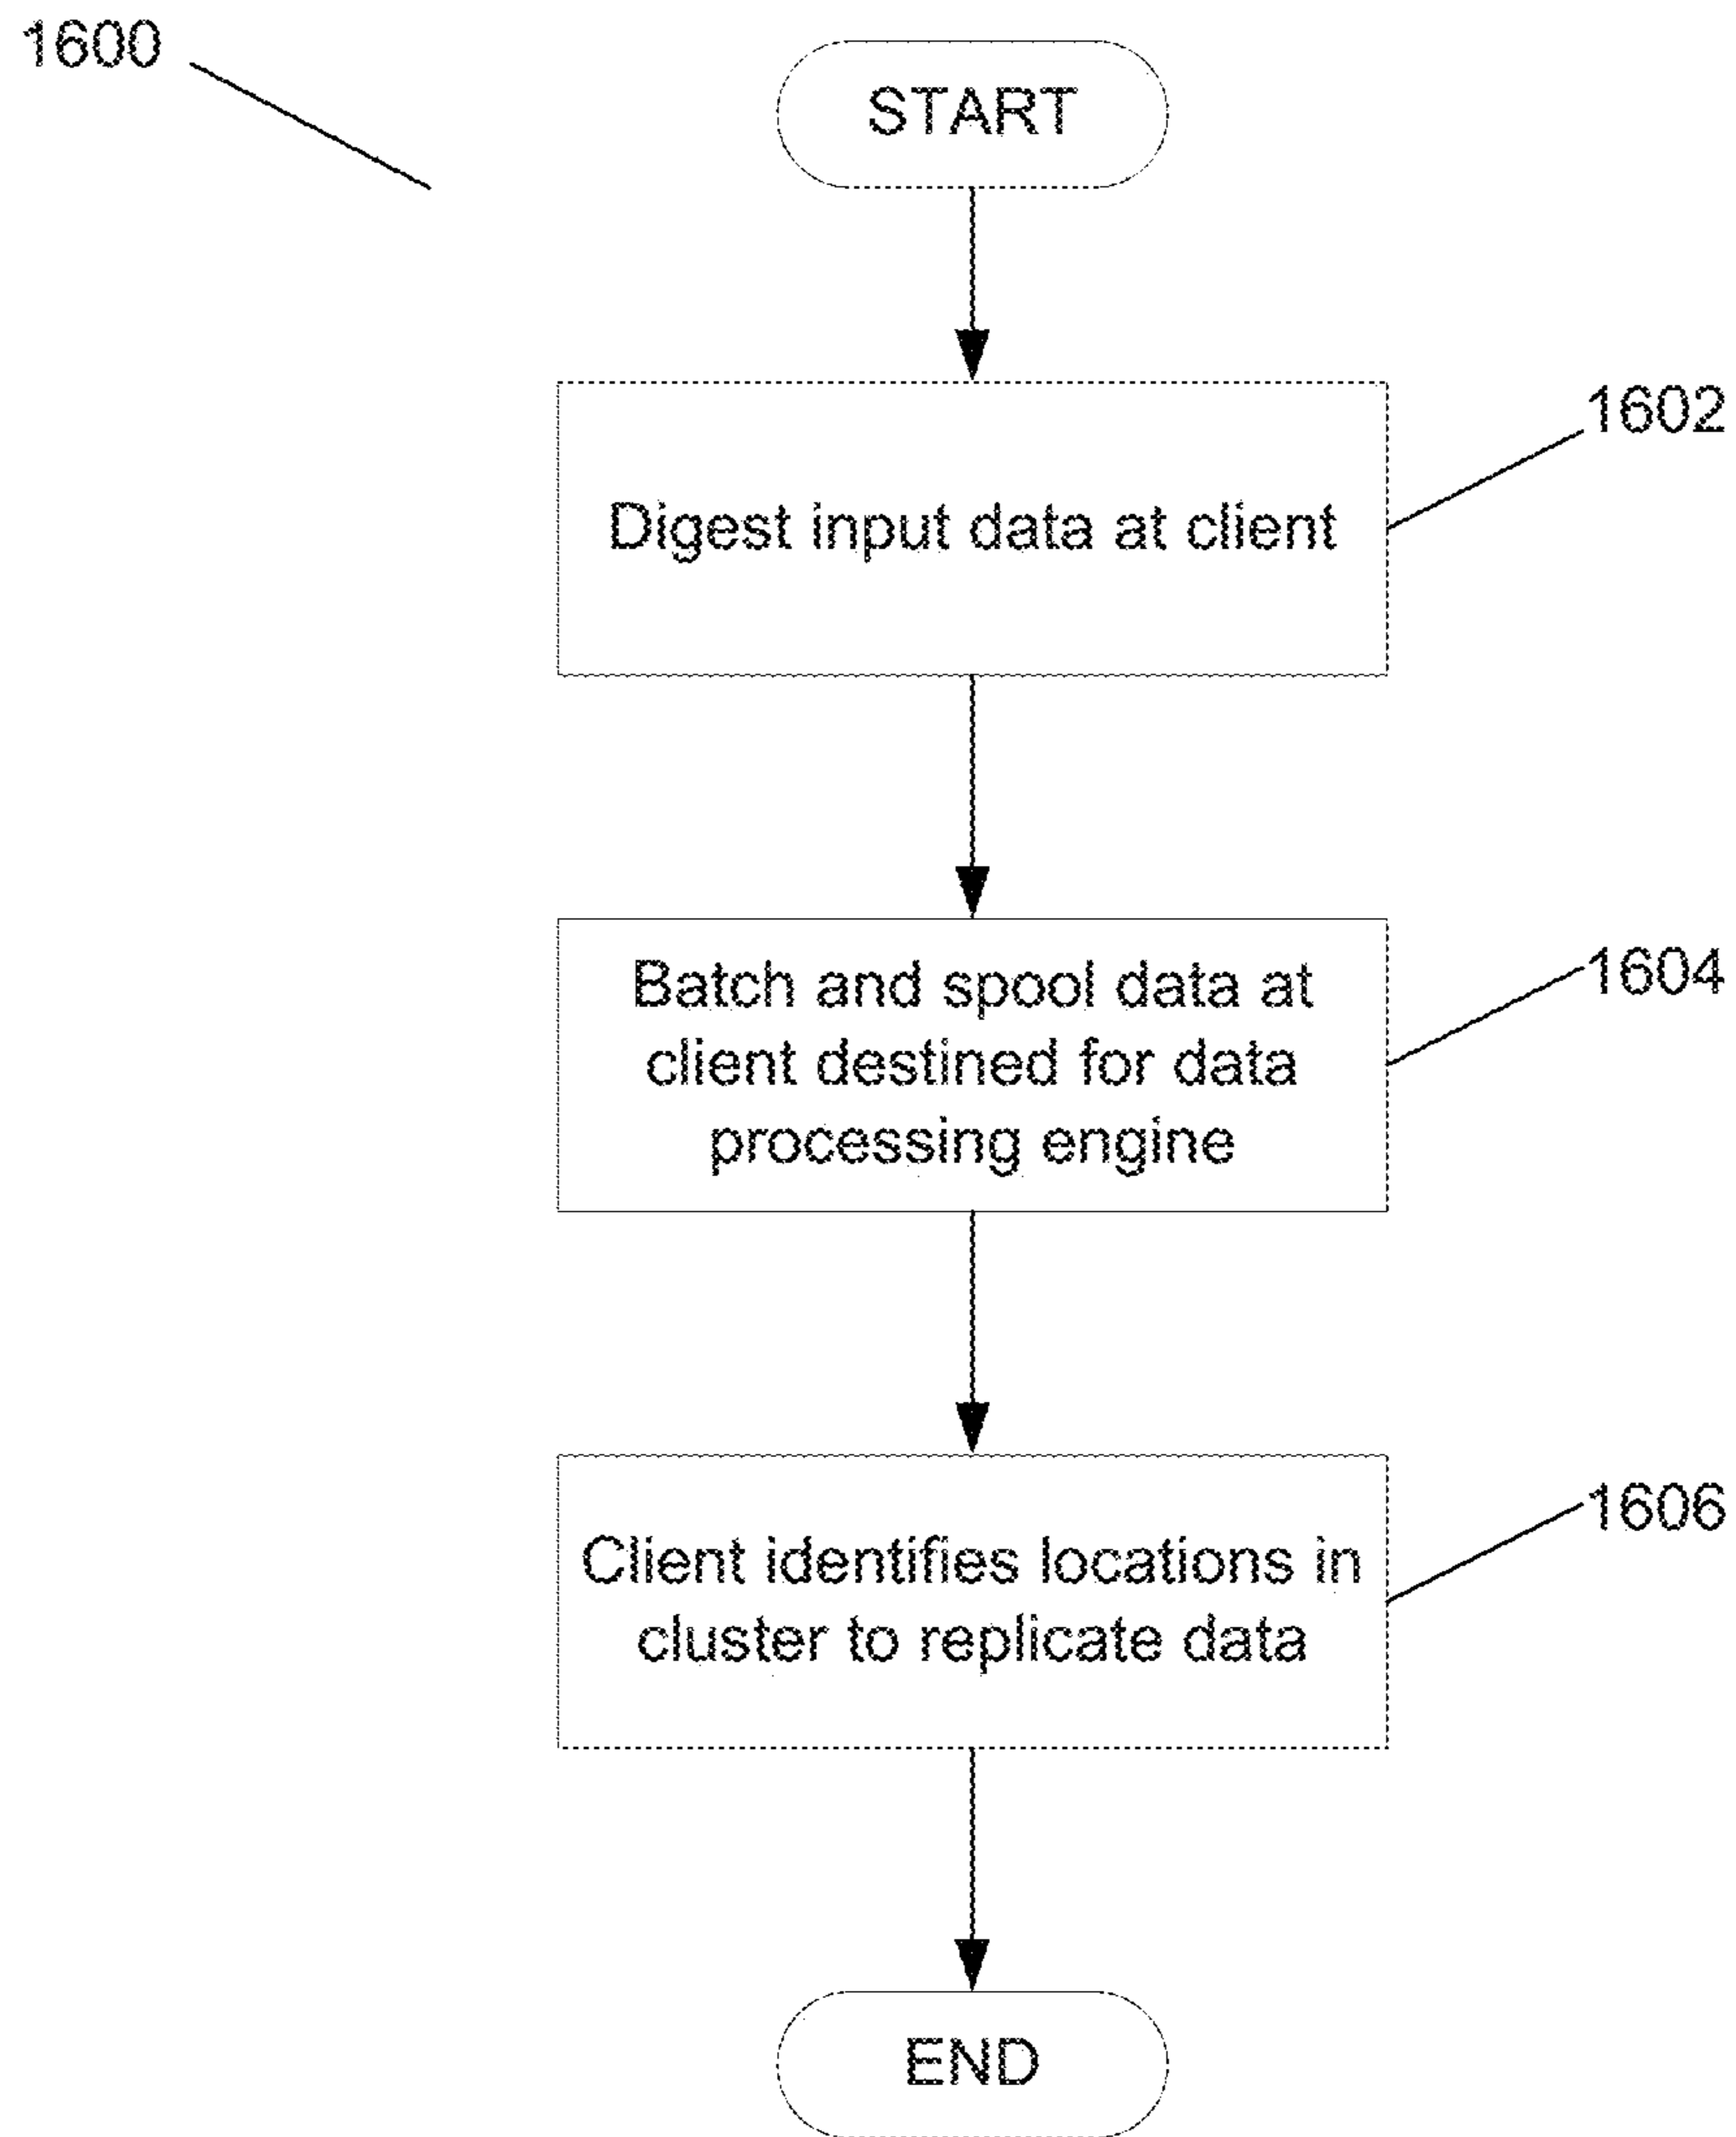 1600
START
1602
Digest input data at client
Batch and spool data at
client destined for data
processing engine
1604
Client identifies locations in
cluster to replicate data
1606
END